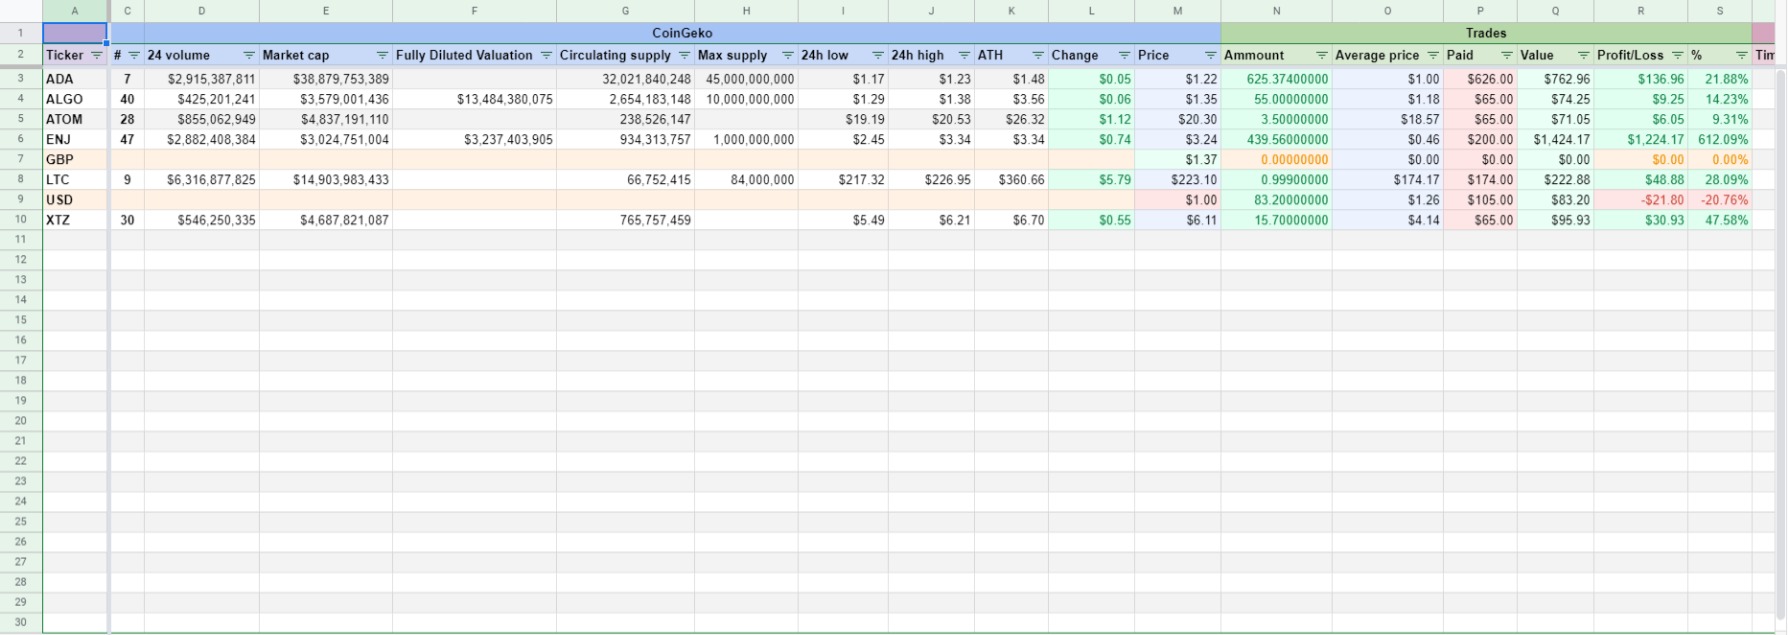 A C D E F G H I J K L M N O P Q R S
1 CoinGeko Trades
2 Ticker # 24 volume Market cap Fully Diluted Valuation Circulating supply Max supply 24h low 24h high ATH Change Price Ammount Average price Paid Value Profit/Loss % Tim
3 ADA 7 $2,915,387,811 $38,879,753,389 32,021,840,248 45,000,000,000 $1.17 $1.23 $1.48 $0.05 $1.22 625.37400000 $1.00 $626.00 $762.96 $136.96 21.88%
4 ALGO 40 $425,201,241 $3,579,001,436 $13,484,380,075 2,654,183,148 10,000,000,000 $1.29 $1.38 $3.56 $0.06 $1.35 55.00000000 $1.18 $65.00 $74.25 $9.25 14.23%
5 ATOM 28 $855,062,949 $4,837,191,110 238,526,147 $19.19 $20.53 $26.32 $1.12 $20.30 3.50000000 $18.57 $65.00 $71.05 $6.05 9.31%
6 ENJ 47 $2,882,408,384 $3,024,751,004 $3,237,403,905 934,313,757 1,000,000,000 $2.45 $3.34 $3.34 $0.74 $3.24 439.56000000 $0.46 $200.00 $1,424.17 $1,224.17 612.09%
7 GBP $1.37 0.00000000 $0.00 $0.00 $0.00 $0.00 0.00%
8 LTC 9 $6,316,877,825 $14,903,983,433 66,752,415 84,000,000 $217.32 $226.95 $360.66 $5.79 $223.10 0.99900000 $174.17 $174.00 $222.88 $48.88 28.09%
9 USD $1.00 83.20000000 $1.26 $105.00 $83.20 -$21.80 -20.76%
10 XTZ 30 $546,250,335 $4,687,821,087 765,757,459 $5.49 $6.21 $6.70 $0.55 $6.11 15.70000000 $4.14 $65.00 $95.93 $30.93 47.58%
11
12
13
14
15
16
17
18
19
20
21
22
23
24
25
26
27
28
29
30